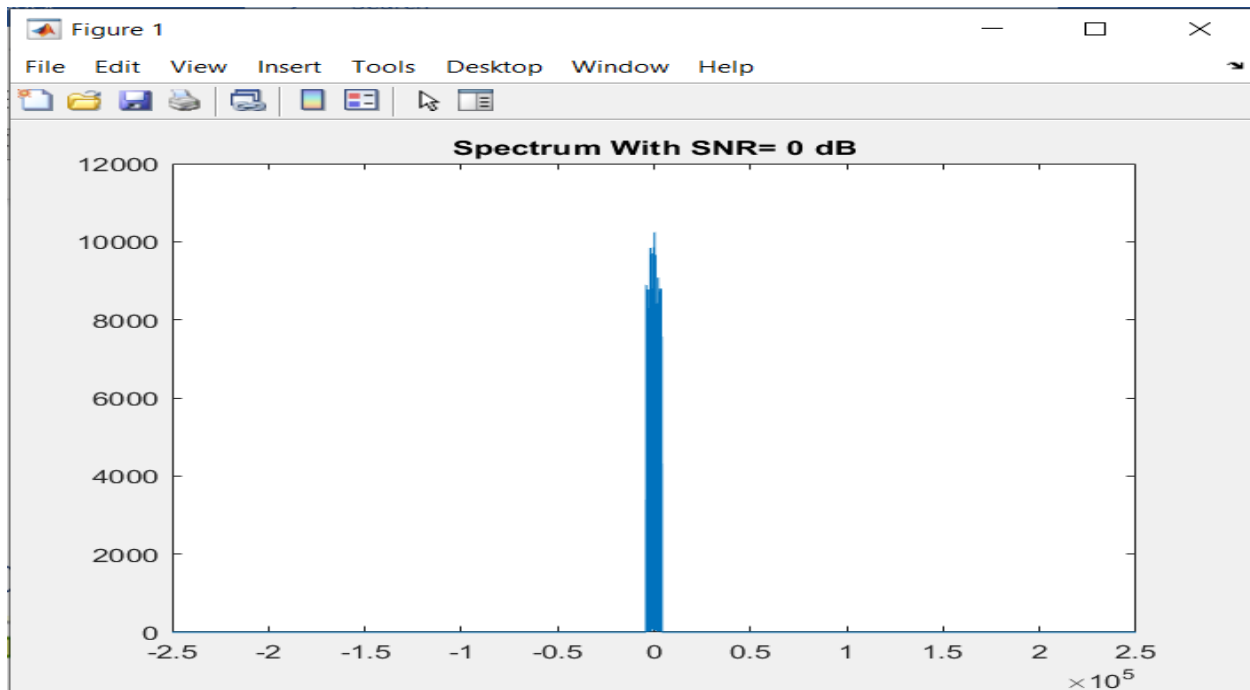 Figure 1
File Edit View Insert Tools Desktop Window Help
Spectrum With SNR= 0 dB
12000
10000
8000
6000
4000
2000
0
-2.5 -2 -1.5 -1 -0.5 0 0.5 1 1.5 2 2.5
×10⁵